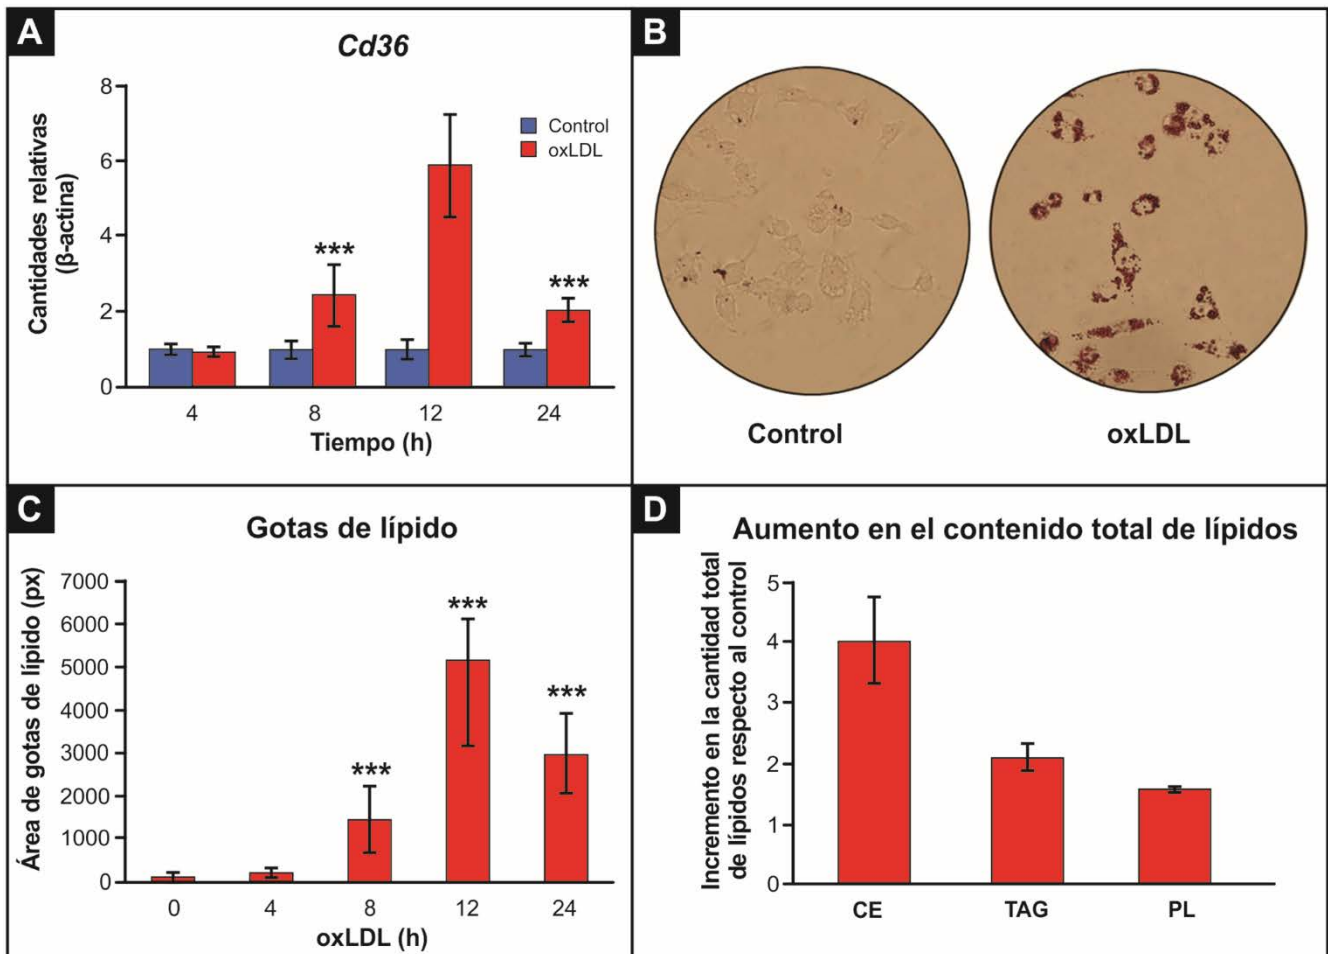 A
Cd36
Cantidades relativas
(β-actina)
8
6
4
2
0
Control
oxLDL
***
***
4 8 12 24
Tiempo (h)
B
Control oxLDL
C
Gotas de lípido
Área de gotas de lípido (px)
7000
6000
5000
4000
3000
2000
1000
0
***
***
***
0 4 8 12 24
oxLDL (h)
D
Aumento en el contenido total de lípidos
Incremento en la cantidad total
de lípidos respecto al control
5
4
3
2
1
0
CE TAG PL